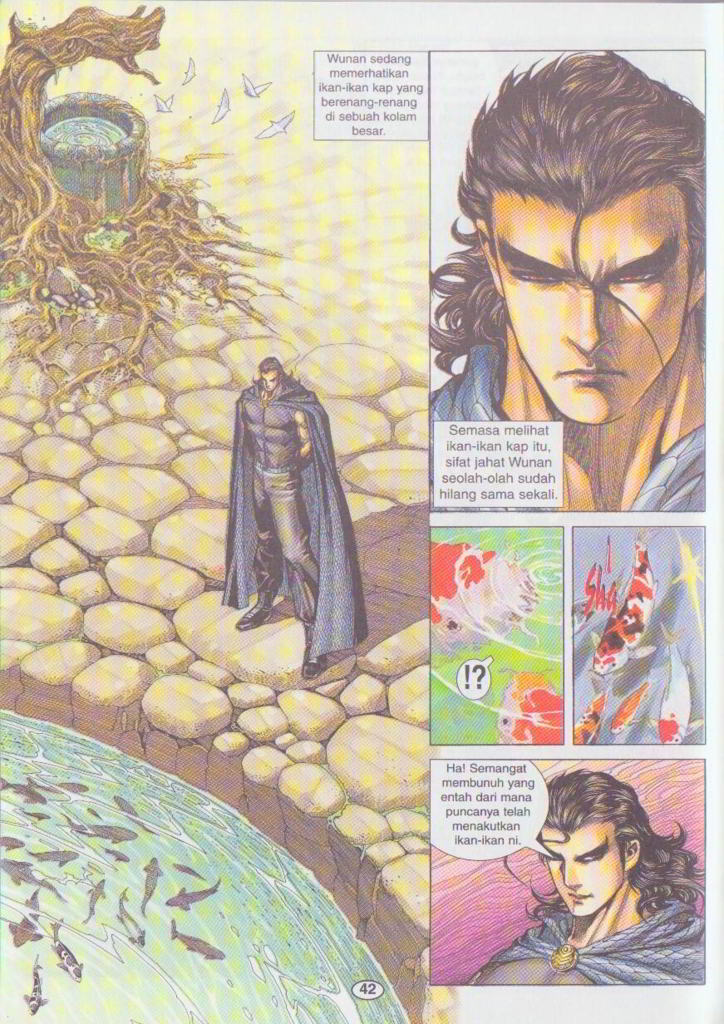 Wunan sedang
memerhatikan
ikan-ikan kap yang
berenang-renang
di sebuah kolam
besar.
Semasa melihat
ikan-ikan kap itu,
sifat jahat Wunan
seolah-olah sudah
hilang sama sekali.
!?
Ha! Semangat
membunuh yang
entah dari mana
puncanya telah
menakutkan
ikan-ikan ni.
42